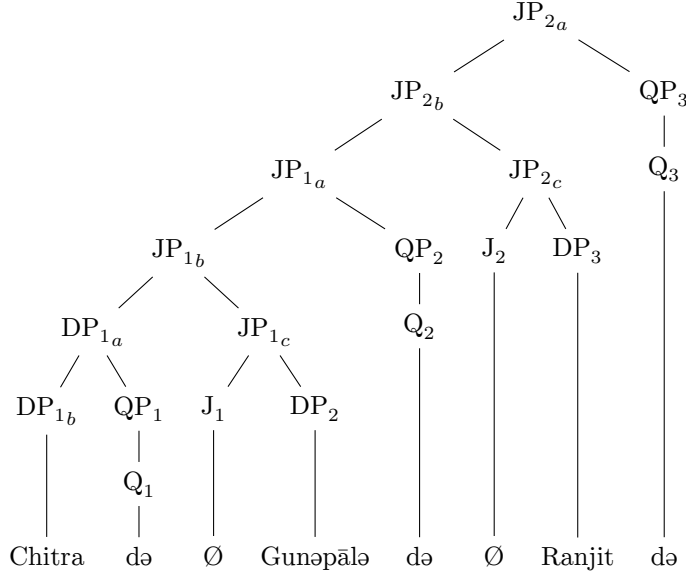 JP₂ₐ
JP₂b QP₃
JP₁ₐ JP₂c Q₃
JP₁b QP₂ J₂ DP₃
DP₁ₐ JP₁c Q₂
DP₁b QP₁ J₁ DP₂
Q₁
Chitra də Ø Gunəpālə də Ø Ranjit də